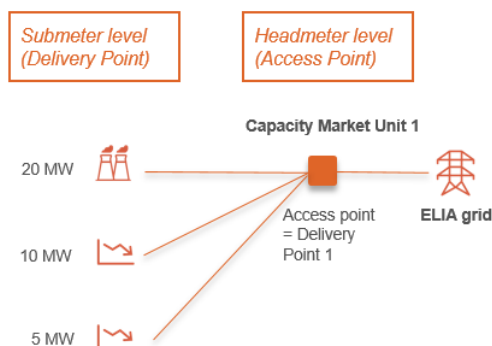 Submeter level
(Delivery Point)
Headmeter level
(Access Point)
Capacity Market Unit 1
20 MW
Access point
= Delivery
Point 1
ELIA grid
10 MW
5 MW